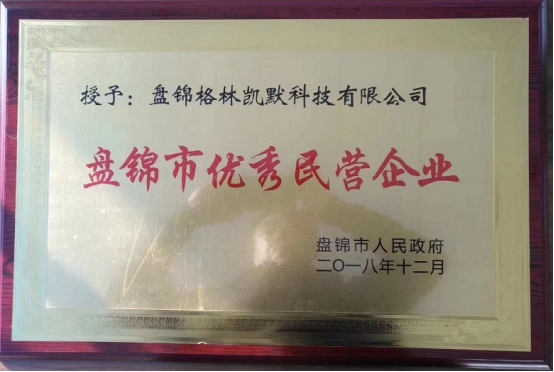 授予：盘锦格林凯默科技有限公司
盘锦市优秀民营企业
盘锦市人民政府
二〇一八年十二月